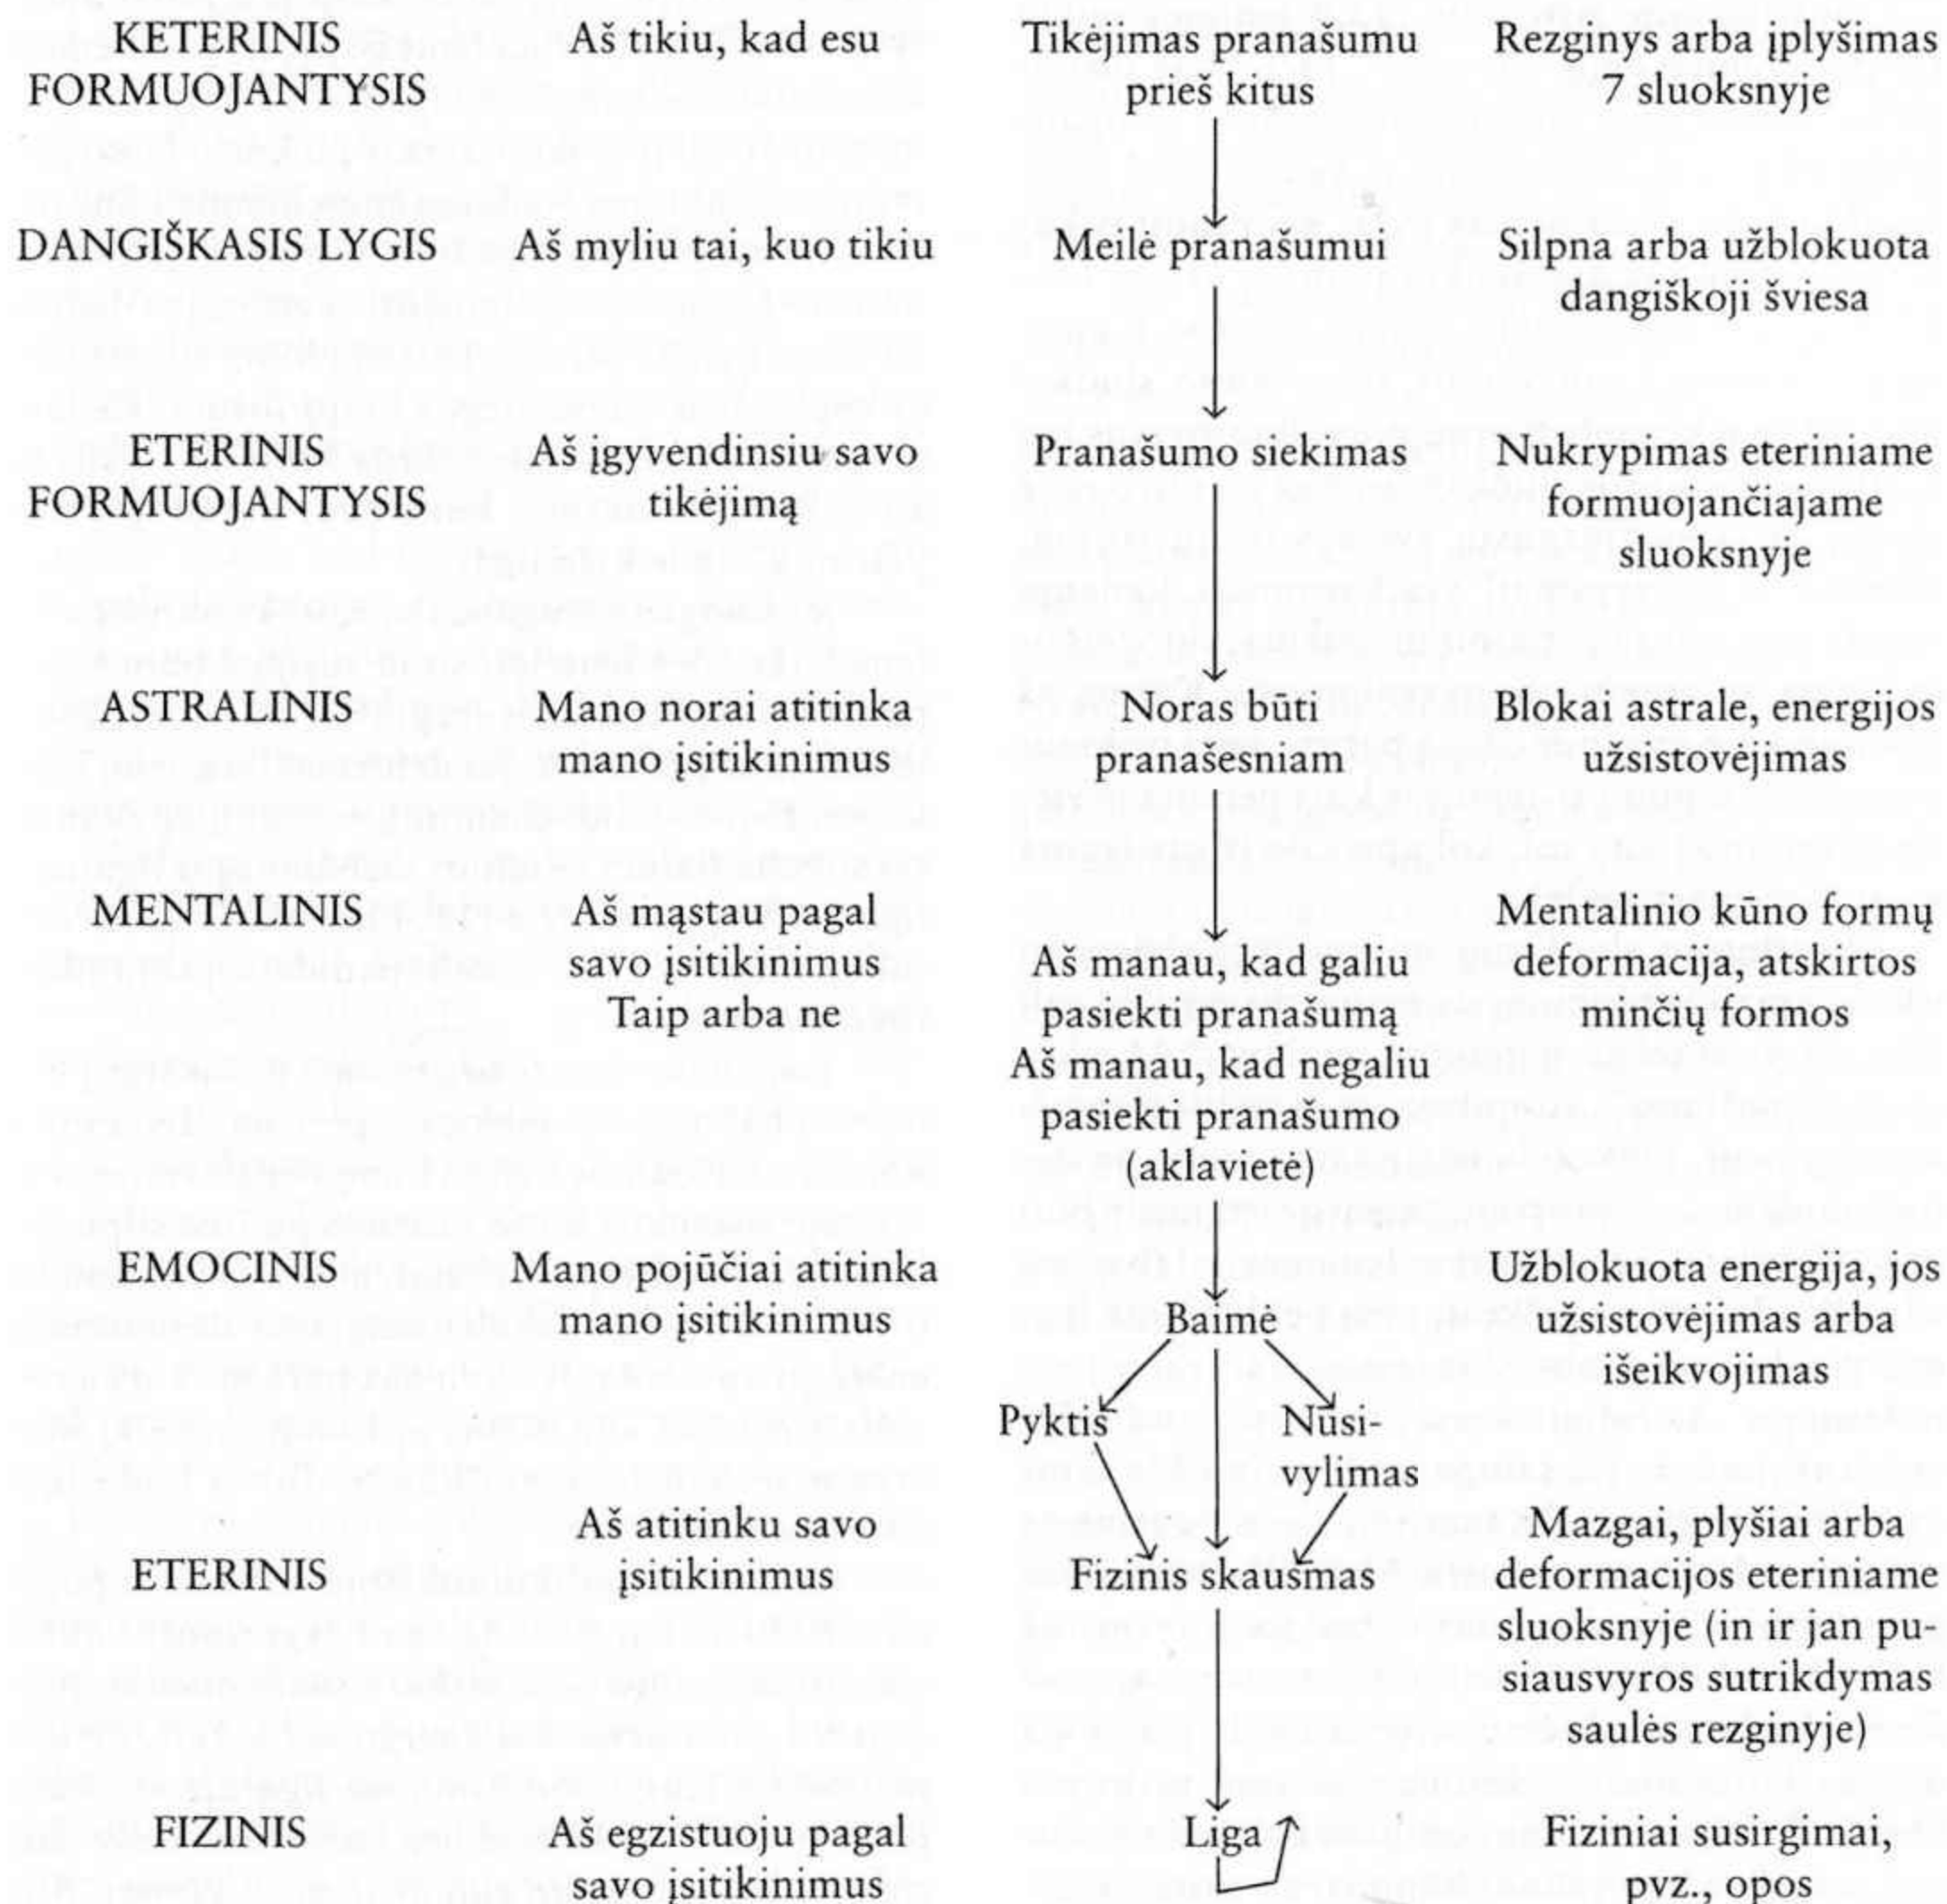 KETERINIS
FORMUOJANTYSIS
Aš tikiu, kad esu
Tikėjimas pranašumu
prieš kitus
Rezginys arba įplyšimas
7 sluoksnyje
DANGIŠKASIS LYGIS
Aš myliu tai, kuo tikiu
Meilė pranašumui
Silpna arba užblokuota
dangiškoji šviesa
ETERINIS
FORMUOJANTYSIS
Aš įgyvendinsiu savo
tikėjimą
Pranašumo siekimas
Nukrypimas eteriniame
formuojančiajame
sluoksnyje
ASTRALINIS
Mano norai atitinka
mano įsitikinimus
Noras būti
pranašesniam
Blokai astrale, energijos
užsistovėjimas
MENTALINIS
Aš mąstau pagal
savo įsitikinimus
Taip arba ne
Aš manau, kad galiu
pasiekti pranašumą
Aš manau, kad negaliu
pasiekti pranašumo
(aklavietė)
Mentalinio kūno formų
deformacija, atskirtos
minčių formos
EMOCINIS
Mano pojūčiai atitinka
mano įsitikinimus
Baimė
Pyktis
Nusi-
vylimas
Užblokuota energija, jos
užsistovėjimas arba
išeikvojimas
ETERINIS
Aš atitinku savo
įsitikinimus
Fizinis skausmas
Mazgai, plyšiai arba
deformacijos eteriniame
sluoksnyje (in ir jan pu-
siausvyros sutrikdymas
saulės rezginyje)
FIZINIS
Aš egzistuoju pagal
savo įsitikinimus
Liga
Fiziniai susirgimai,
pvz., opos